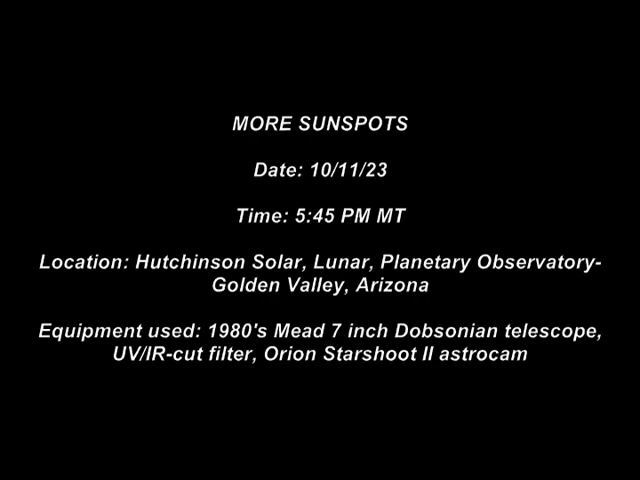 MORE SUNSPOTS
Date: 10/11/23
Time: 5:45 PM MT
Location: Hutchinson Solar, Lunar, Planetary Observatory-
Golden Valley, Arizona
Equipment used: 1980's Mead 7 inch Dobsonian telescope,
UV/IR-cut filter, Orion Starshoot II astrocam